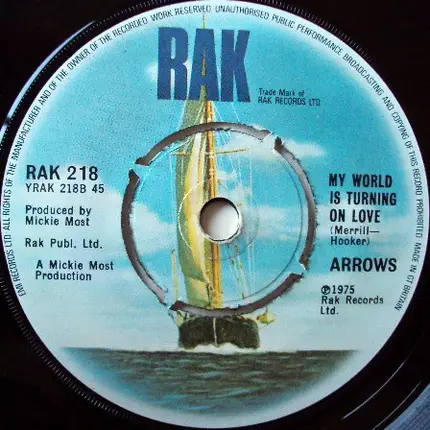 EMI RECORDS LTD. ALL RIGHTS OF THE MANUFACTURER AND OF THE OWNER OF THE RECORDED WORK RESERVED UNAUTHORISED PUBLIC PERFORMANCE BROADCASTING AND COPYING OF THIS RECORD PROHIBITED MADE IN GT BRITAIN
RAK
Trade Mark of
RAK RECORDS LTD
RAK 218
YRAK 218B 45
Produced by
Mickie Most
Rak Publ. Ltd.
A Mickie Most
Production
MY WORLD
IS TURNING
ON LOVE
(Merrill–
Hooker)
ARROWS
℗1975
Rak Records
Ltd.